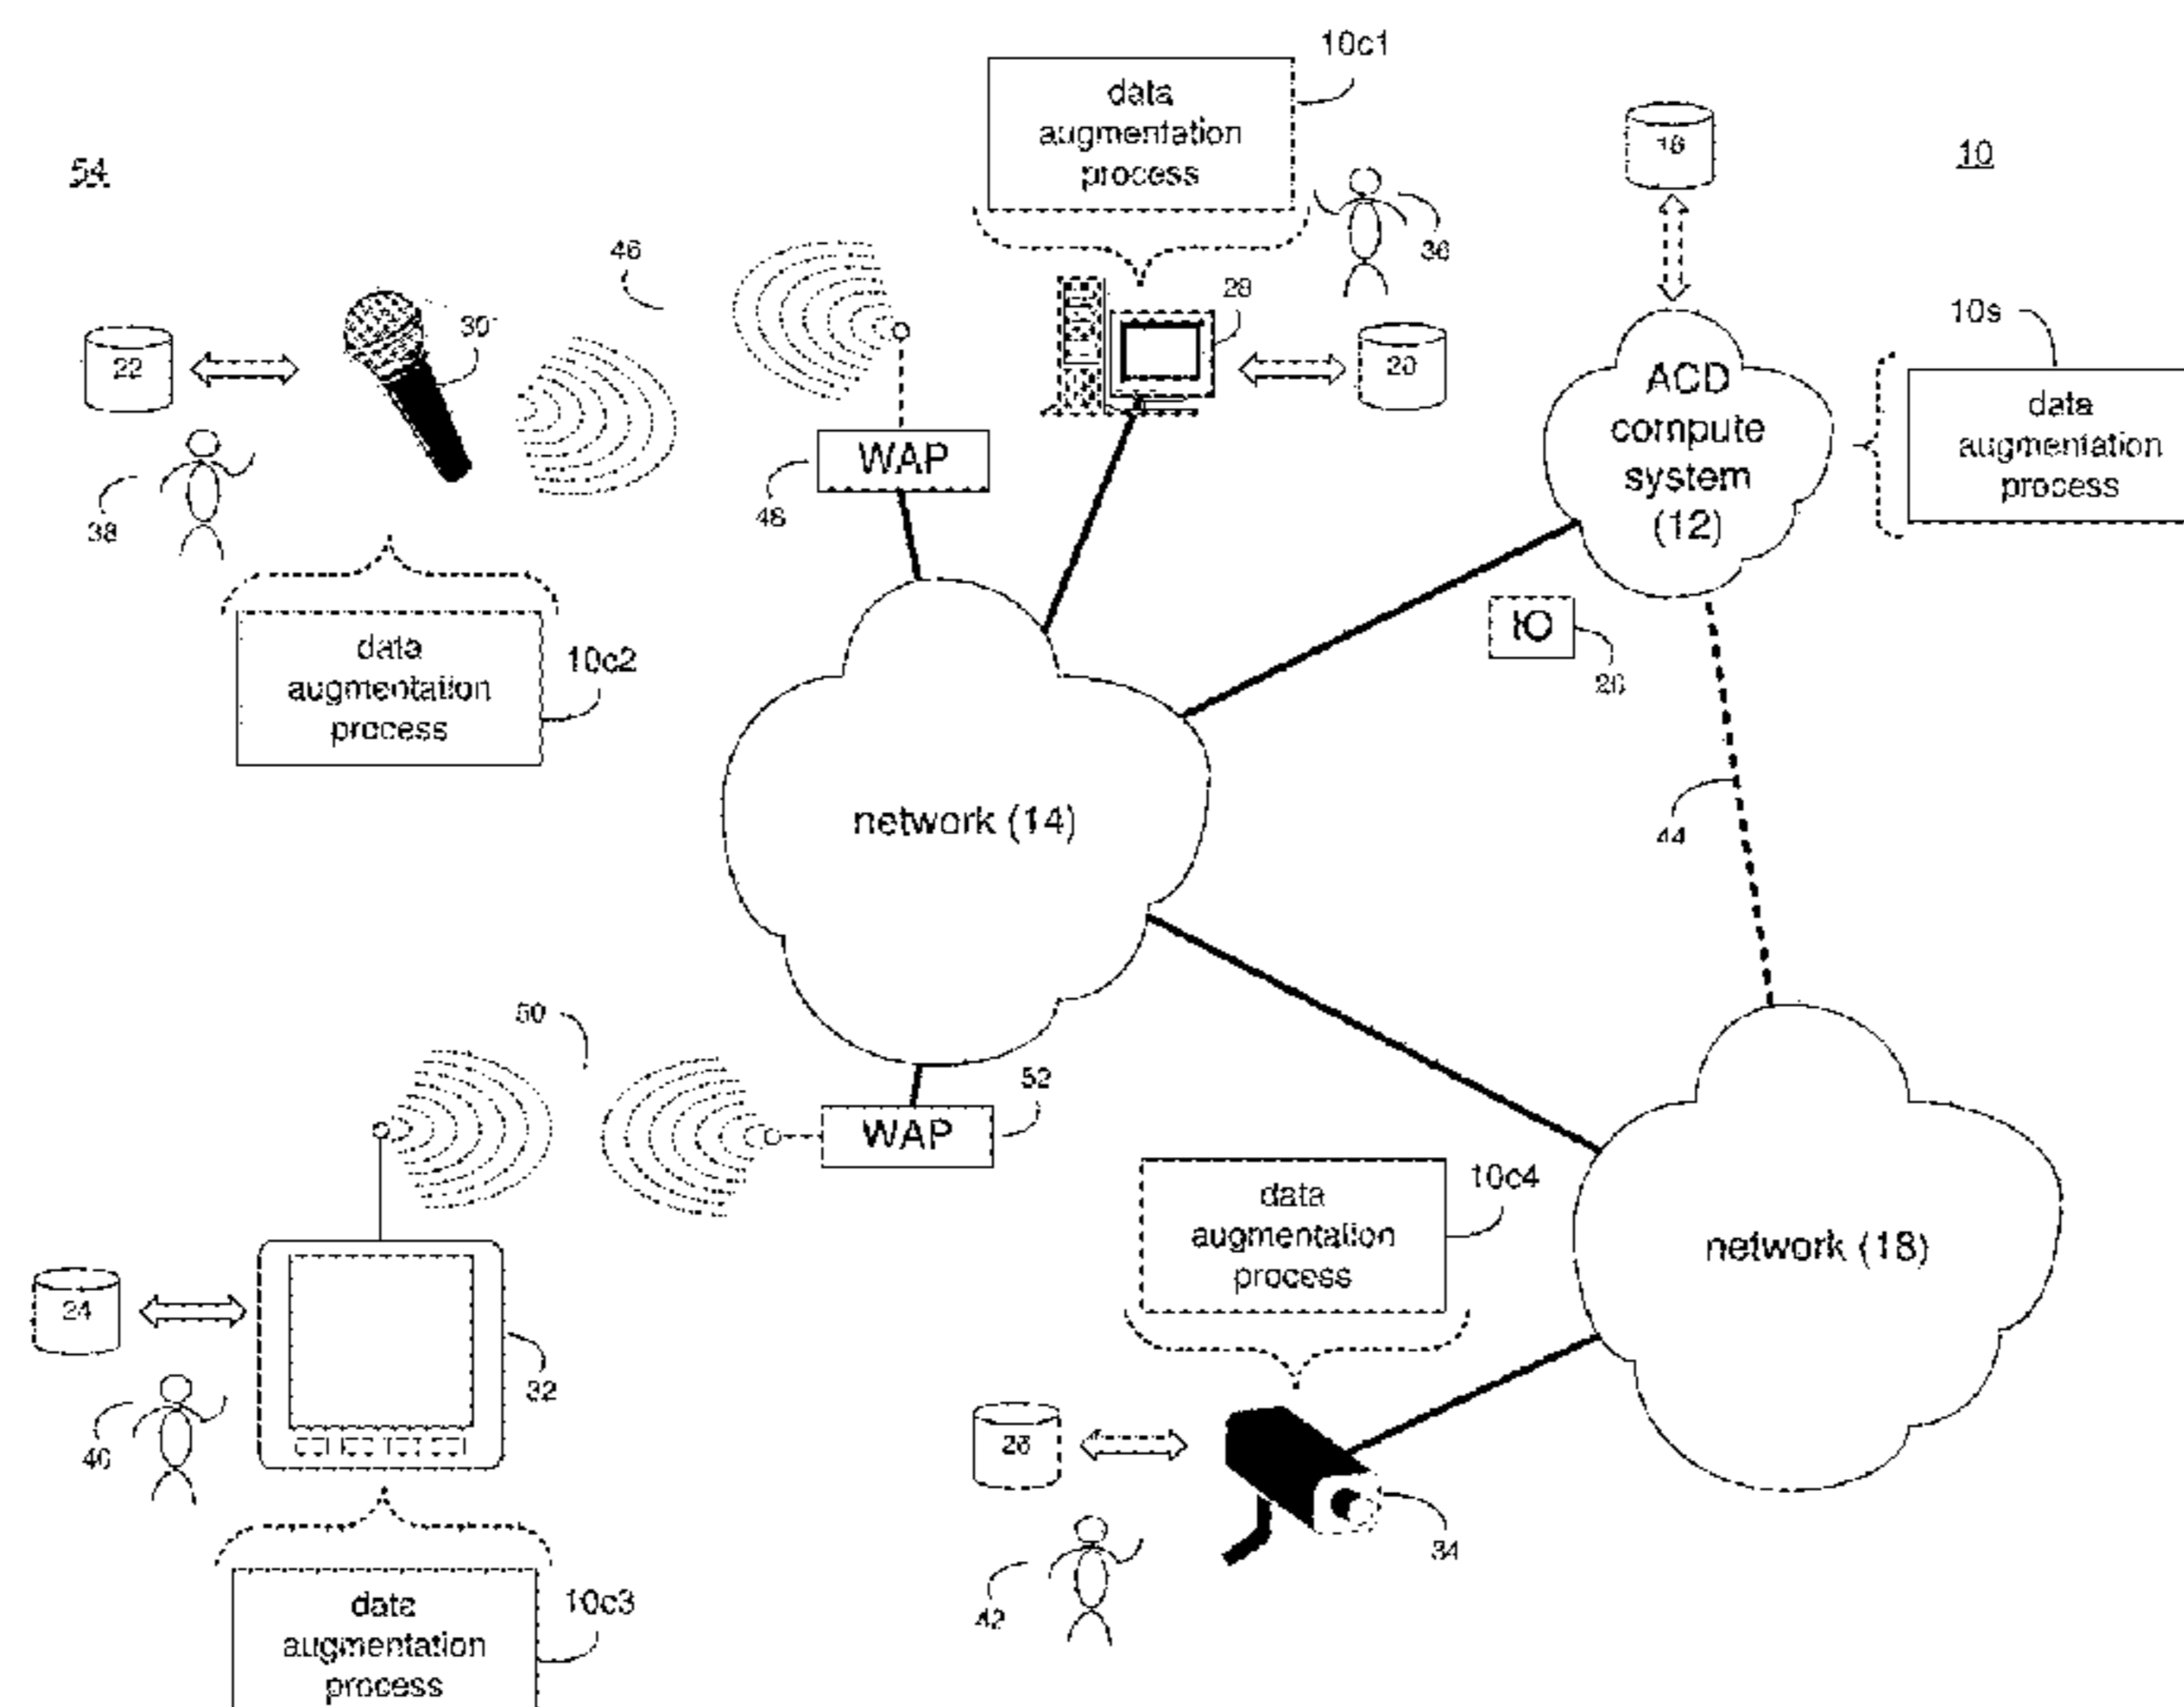 10c1
data
augmentation
process
54
16
10
36
46
28
30
22
20
10s
ACD
compute
system
(12)
data
augmentation
process
WAP
48
38
IO
26
data
augmentation
process
10c2
network (14)
44
50
52
WAP
10c4
data
augmentation
process
network (18)
24
32
40
26
34
42
10c3
data
augmentation
process